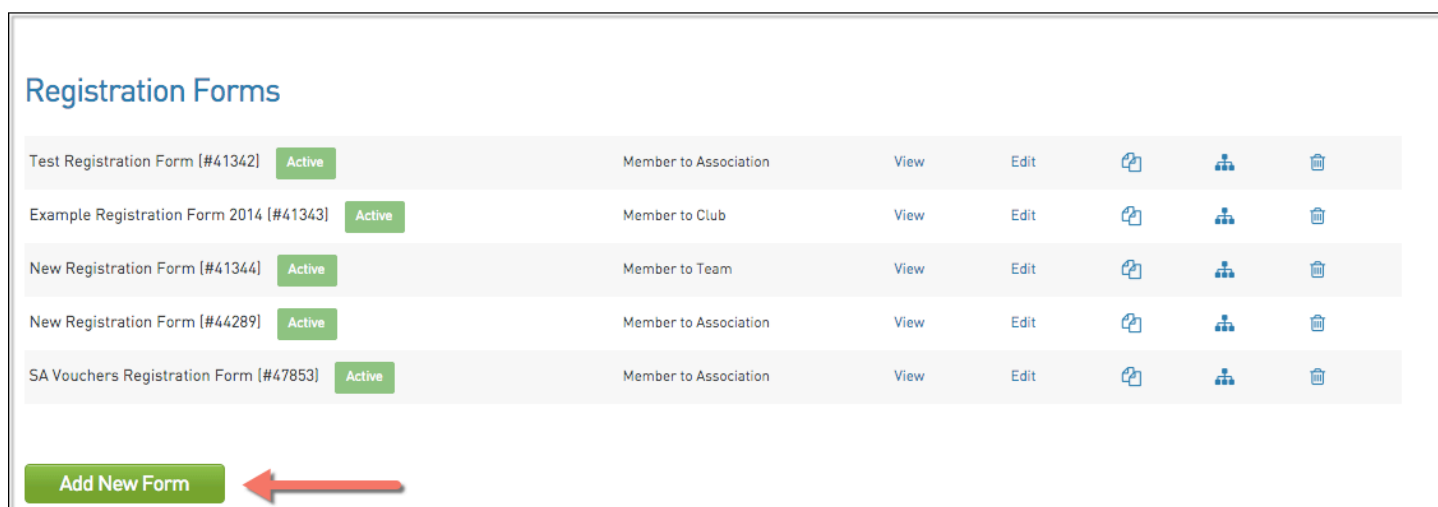 Registration Forms
Test Registration Form (#41342) Active Member to Association View Edit
Example Registration Form 2014 (#41343) Active Member to Club View Edit
New Registration Form (#41344) Active Member to Team View Edit
New Registration Form (#44289) Active Member to Association View Edit
SA Vouchers Registration Form (#47853) Active Member to Association View Edit
Add New Form